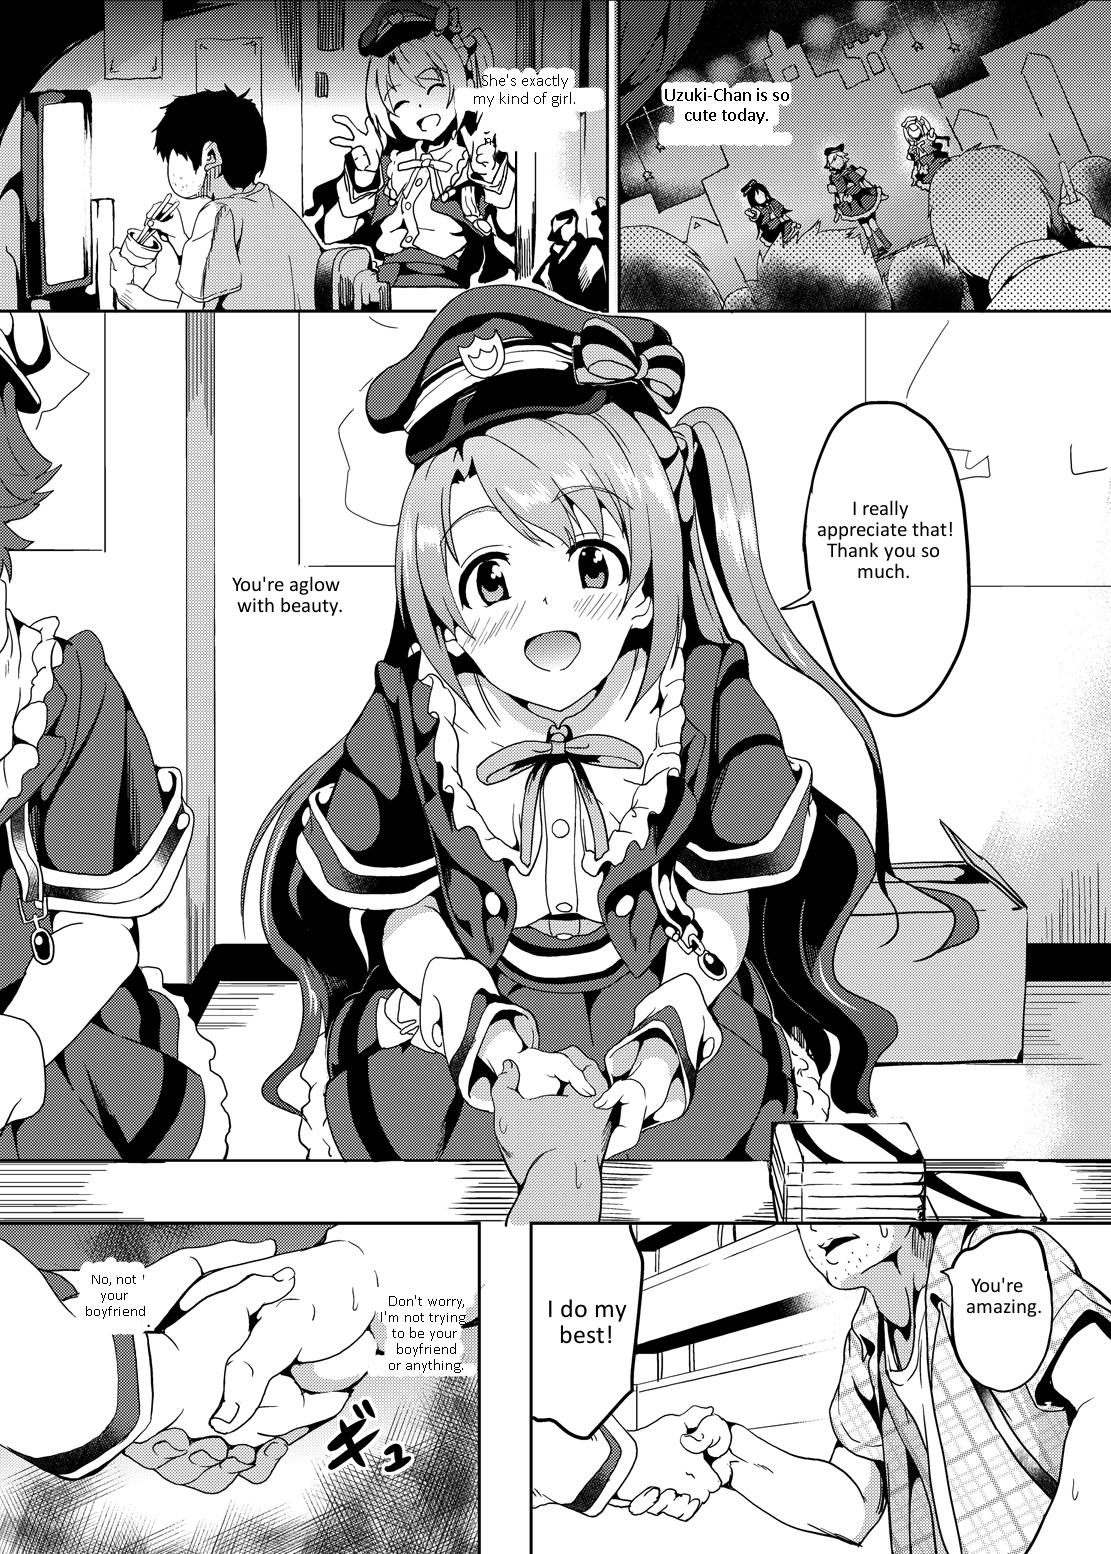 Uzuki-Chan is so
cute today.
She's exactly
my kind of girl.
I really
appreciate that!
Thank you so
much.
You're aglow
with beauty.
You're
amazing.
I do my
best!
Don't worry,
I'm not trying
to be your
boyfriend
or anything.
No, not '
your
boyfriend
ギュ